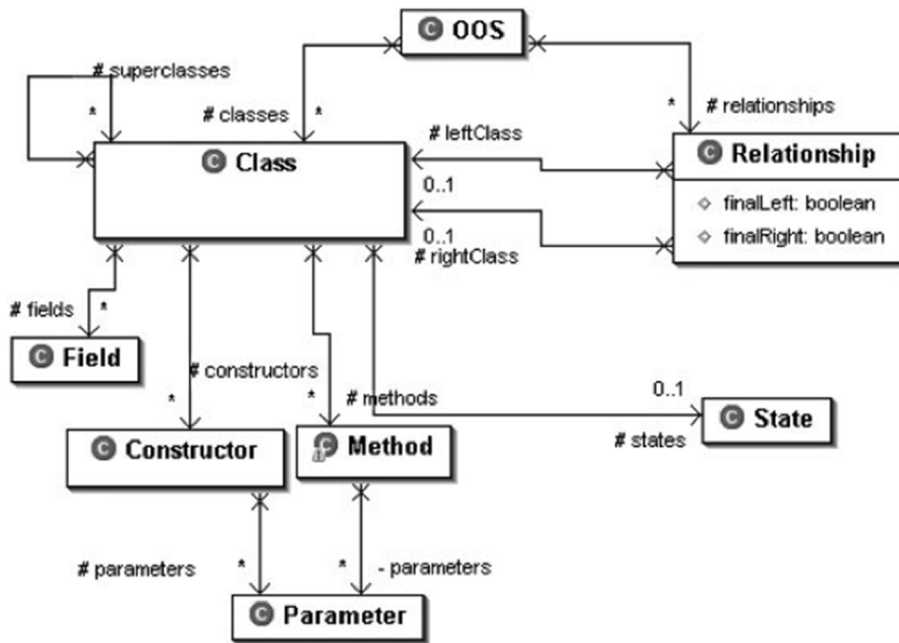 OOS
# superclasses
*
# classes
*
*
# relationships
# leftClass
Class
Relationship
0..1
finalLeft: boolean
0..1
finalRight: boolean
# rightClass
# fields
*
Field
# constructors
*
*
# methods
0..1
State
# states
Constructor
Method
# parameters
*
*
- parameters
Parameter